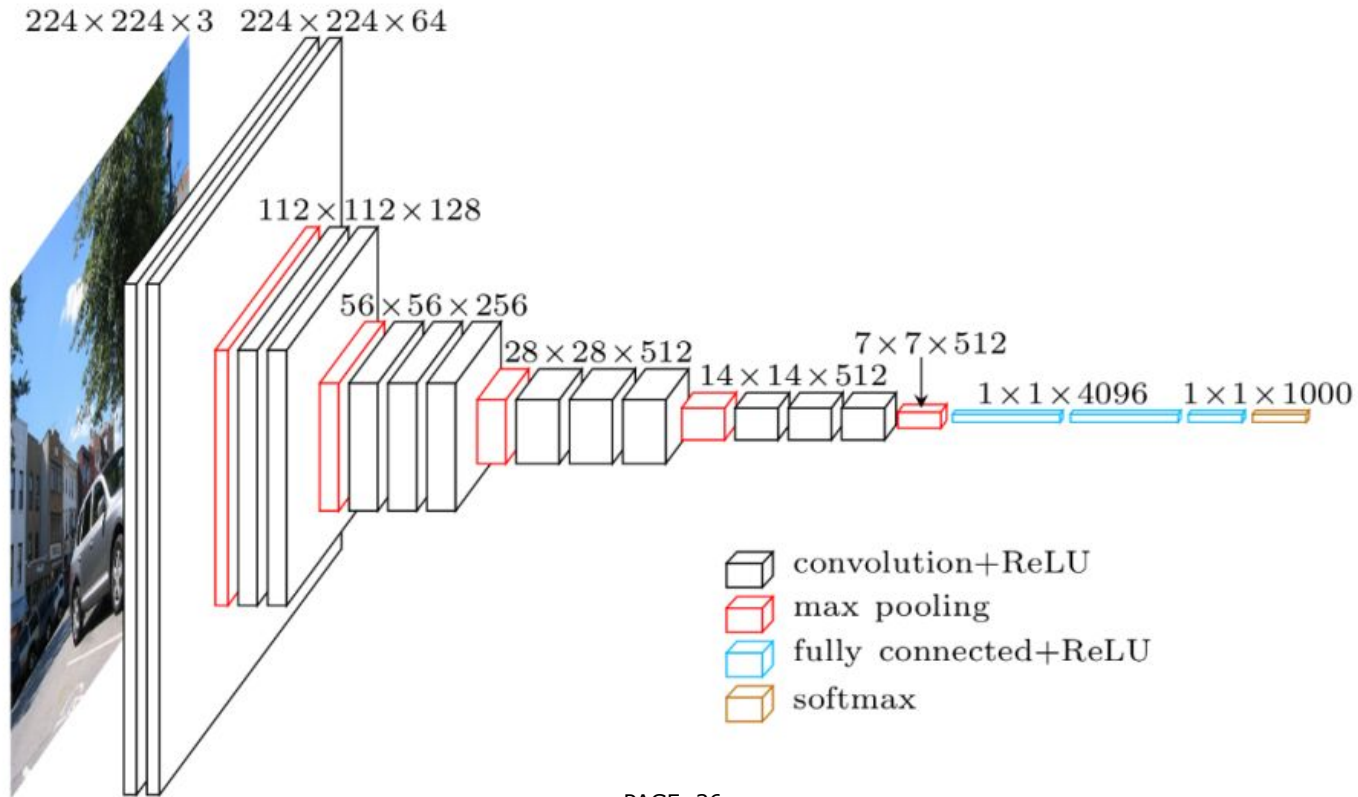 224×224×3
224×224×64
112×112×128
56×56×256
28×28×512
14×14×512
7×7×512
1×1×4096
1×1×1000
convolution+ReLU
max pooling
fully connected+ReLU
softmax